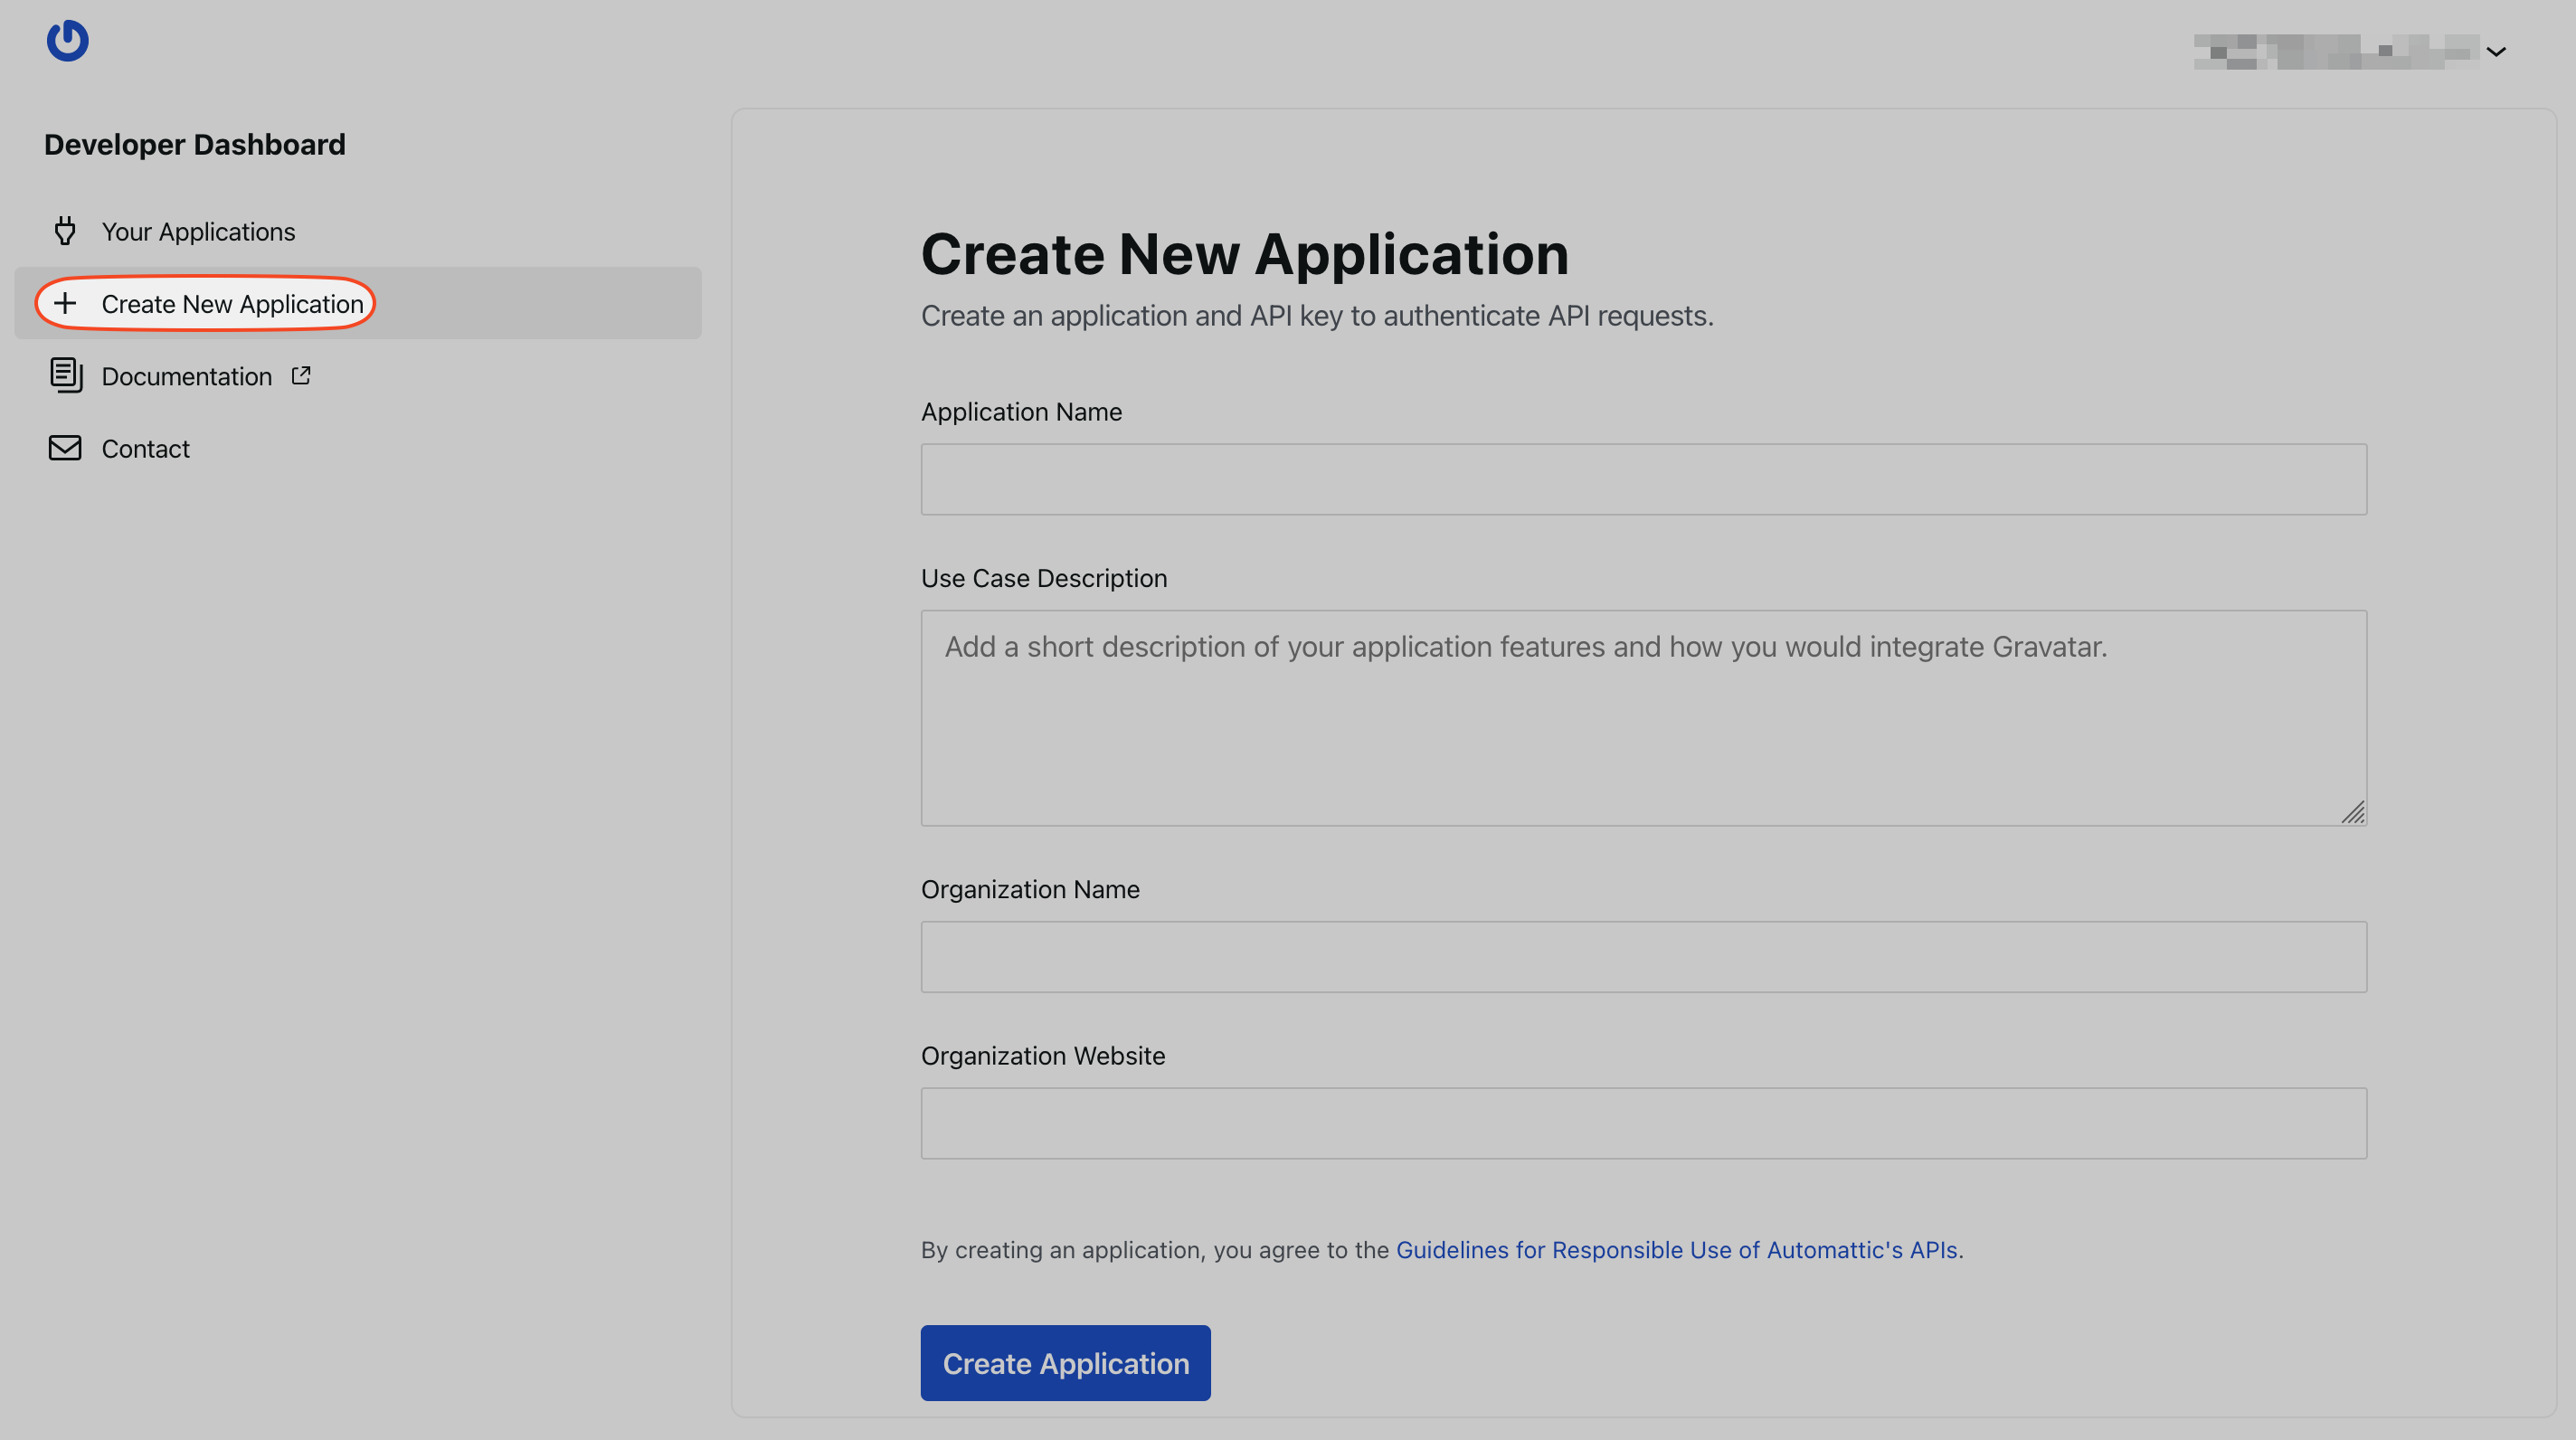 Developer Dashboard
Your Applications
Create New Application
Documentation
Contact
Create New Application
Create an application and API key to authenticate API requests.
Application Name
Use Case Description
Add a short description of your application features and how you would integrate Gravatar.
Organization Name
Organization Website
By creating an application, you agree to the Guidelines for Responsible Use of Automattic's APIs.
Create Application